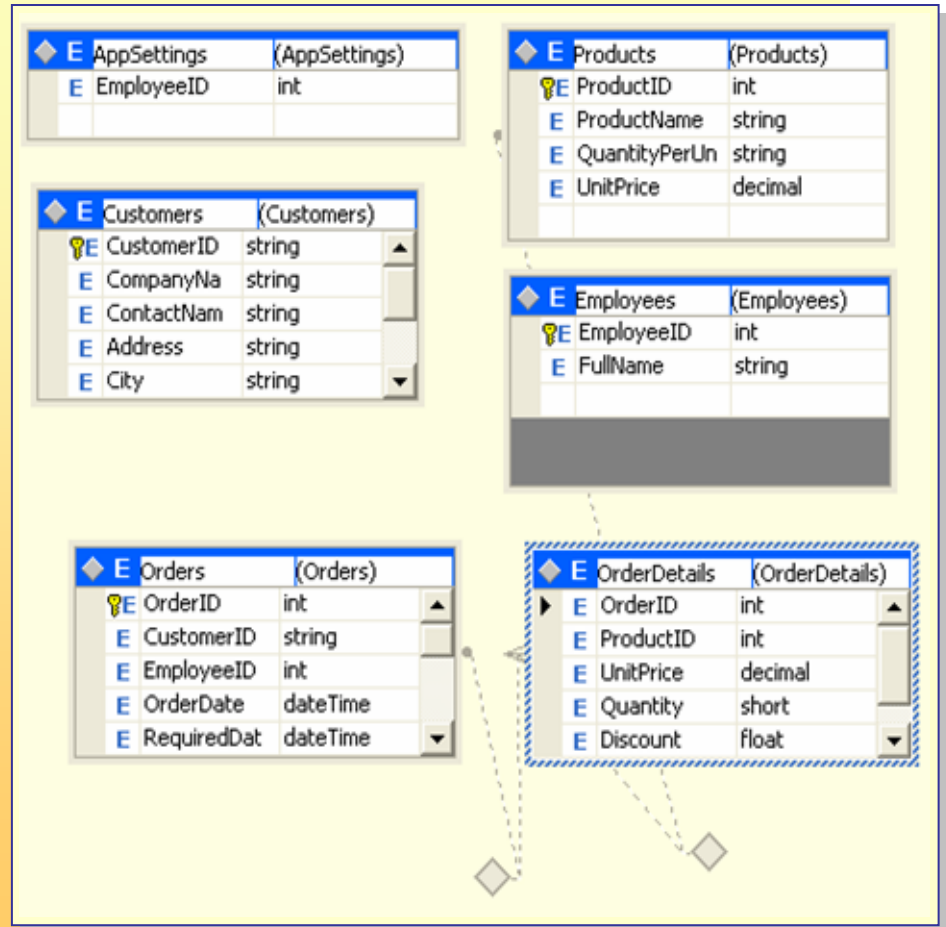 E AppSettings (AppSettings)
E EmployeeID int
E Products (Products)
E ProductID int
E ProductName string
E QuantityPerUn string
E UnitPrice decimal
E Customers (Customers)
E CustomerID string
E CompanyNa string
E ContactNam string
E Address string
E City string
E Employees (Employees)
E EmployeeID int
E FullName string
E Orders (Orders)
E OrderID int
E CustomerID string
E EmployeeID int
E OrderDate dateTime
E RequiredDat dateTime
E OrderDetails (OrderDetails)
E OrderID int
E ProductID int
E UnitPrice decimal
E Quantity short
E Discount float